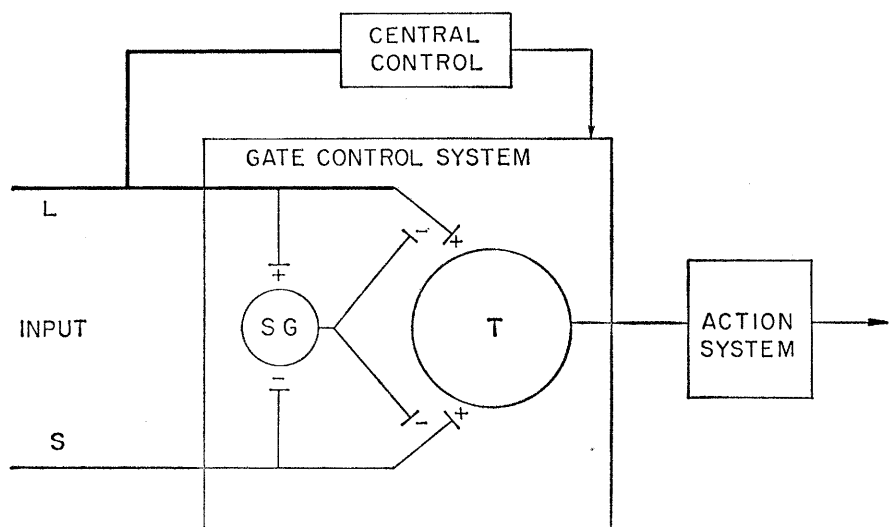 CENTRAL
CONTROL
GATE CONTROL SYSTEM
L
+
-
+
INPUT
SG
T
ACTION
SYSTEM
-
-
+
S